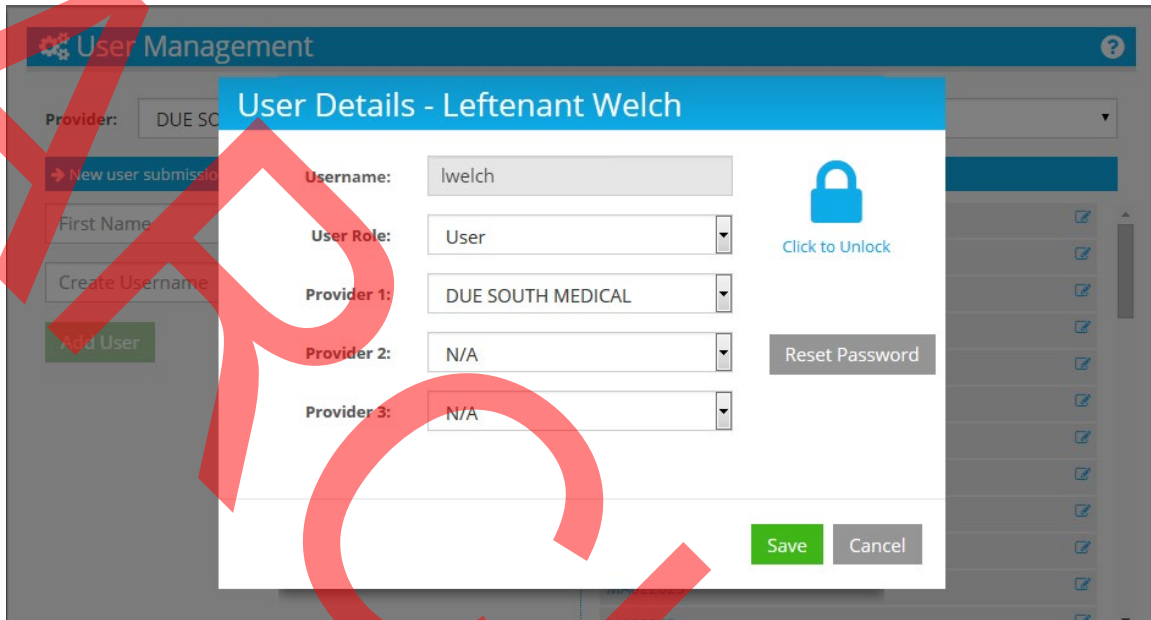 User Management
User Details - Leftenant Welch
Provider:
DUE SO
New user submissio
Username:
lwelch
First Name
User Role:
User
Click to Unlock
Create Username
Provider 1:
DUE SOUTH MEDICAL
Add User
Provider 2:
N/A
Reset Password
Provider 3:
N/A
Save
Cancel